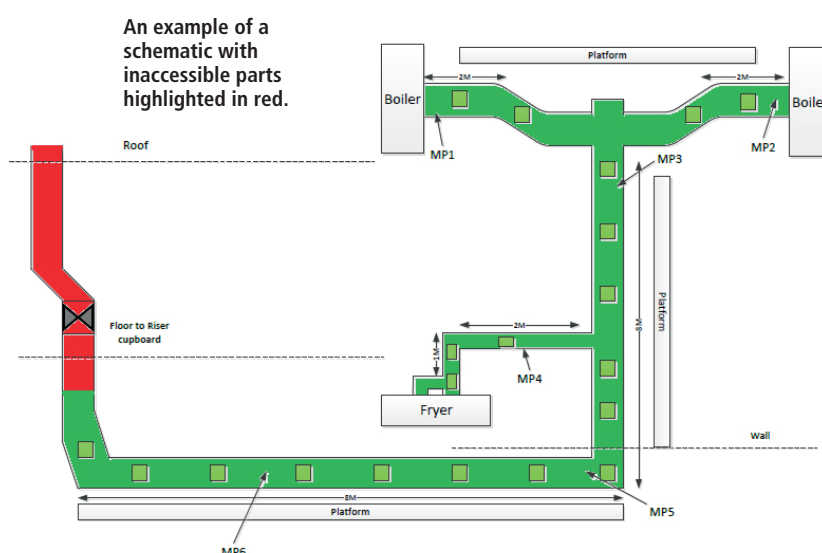 An example of a
schematic with
inaccessible parts
highlighted in red.
Platform
2M
2M
Boiler
Boile
MP1
MP2
Roof
MP3
Platform
8M
Floor to Riser
cupboard
2M
1M
MP4
Fryer
Wall
8M
Platform
MP5
MP6